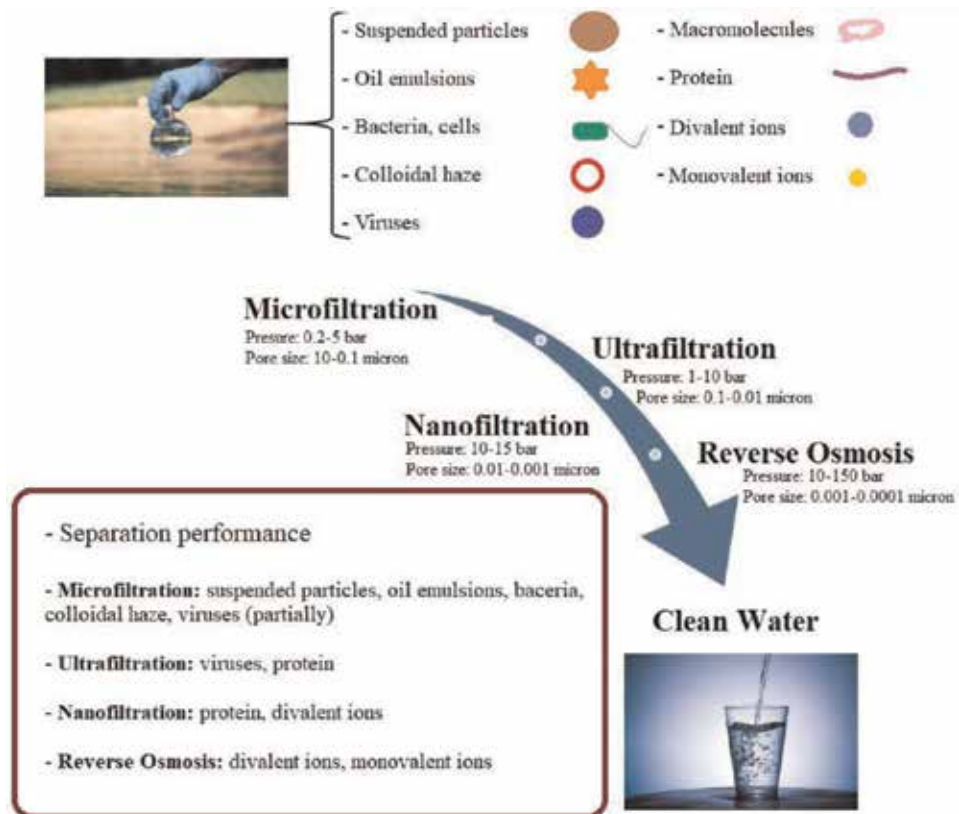 - Suspended particles
- Oil emulsions
- Bacteria, cells
- Colloidal haze
- Viruses
- Macromolecules
- Protein
- Divalent ions
- Monovalent ions
Microfiltration
Presure: 0.2-5 bar
Pore size: 10-0.1 micron
Ultrafiltration
Pressure: 1-10 bar
Pore size: 0.1-0.01 micron
Nanofiltration
Pressure: 10-15 bar
Pore size: 0.01-0.001 micron
Reverse Osmosis
Pressure: 10-150 bar
Pore size: 0.001-0.0001 micron
- Separation performance
- Microfiltration: suspended particles, oil emulsions, baceria,
colloidal haze, viruses (partially)
- Ultrafiltration: viruses, protein
- Nanofiltration: protein, divalent ions
- Reverse Osmosis: divalent ions, monovalent ions
Clean Water